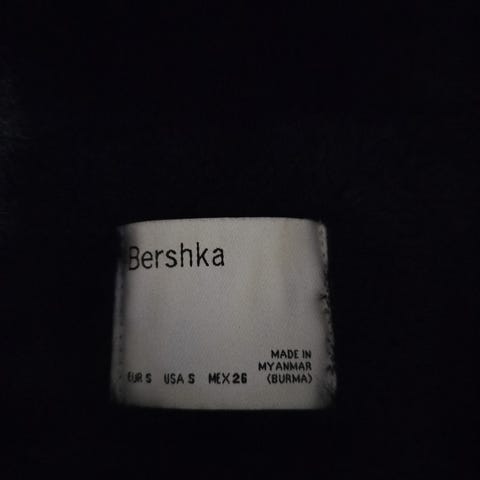 Bershka
MADE IN
MYANMAR
EUR S USA S MEX 26 (BURMA)